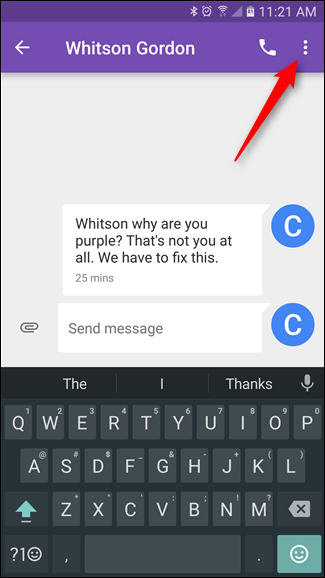 11:21 AM
Whitson Gordon
Whitson why are you
purple? That's not you at
all. We have to fix this.
25 mins
C
Send message
C
The I Thanks
1 2 3 4 5 6 7 8 9 0
Q W E R T Y U I O P
@ # $ _ & - + ( )
A S D F G H J K L
* " ' : ; ! ?
Z X C V B N M
?1☺ , .